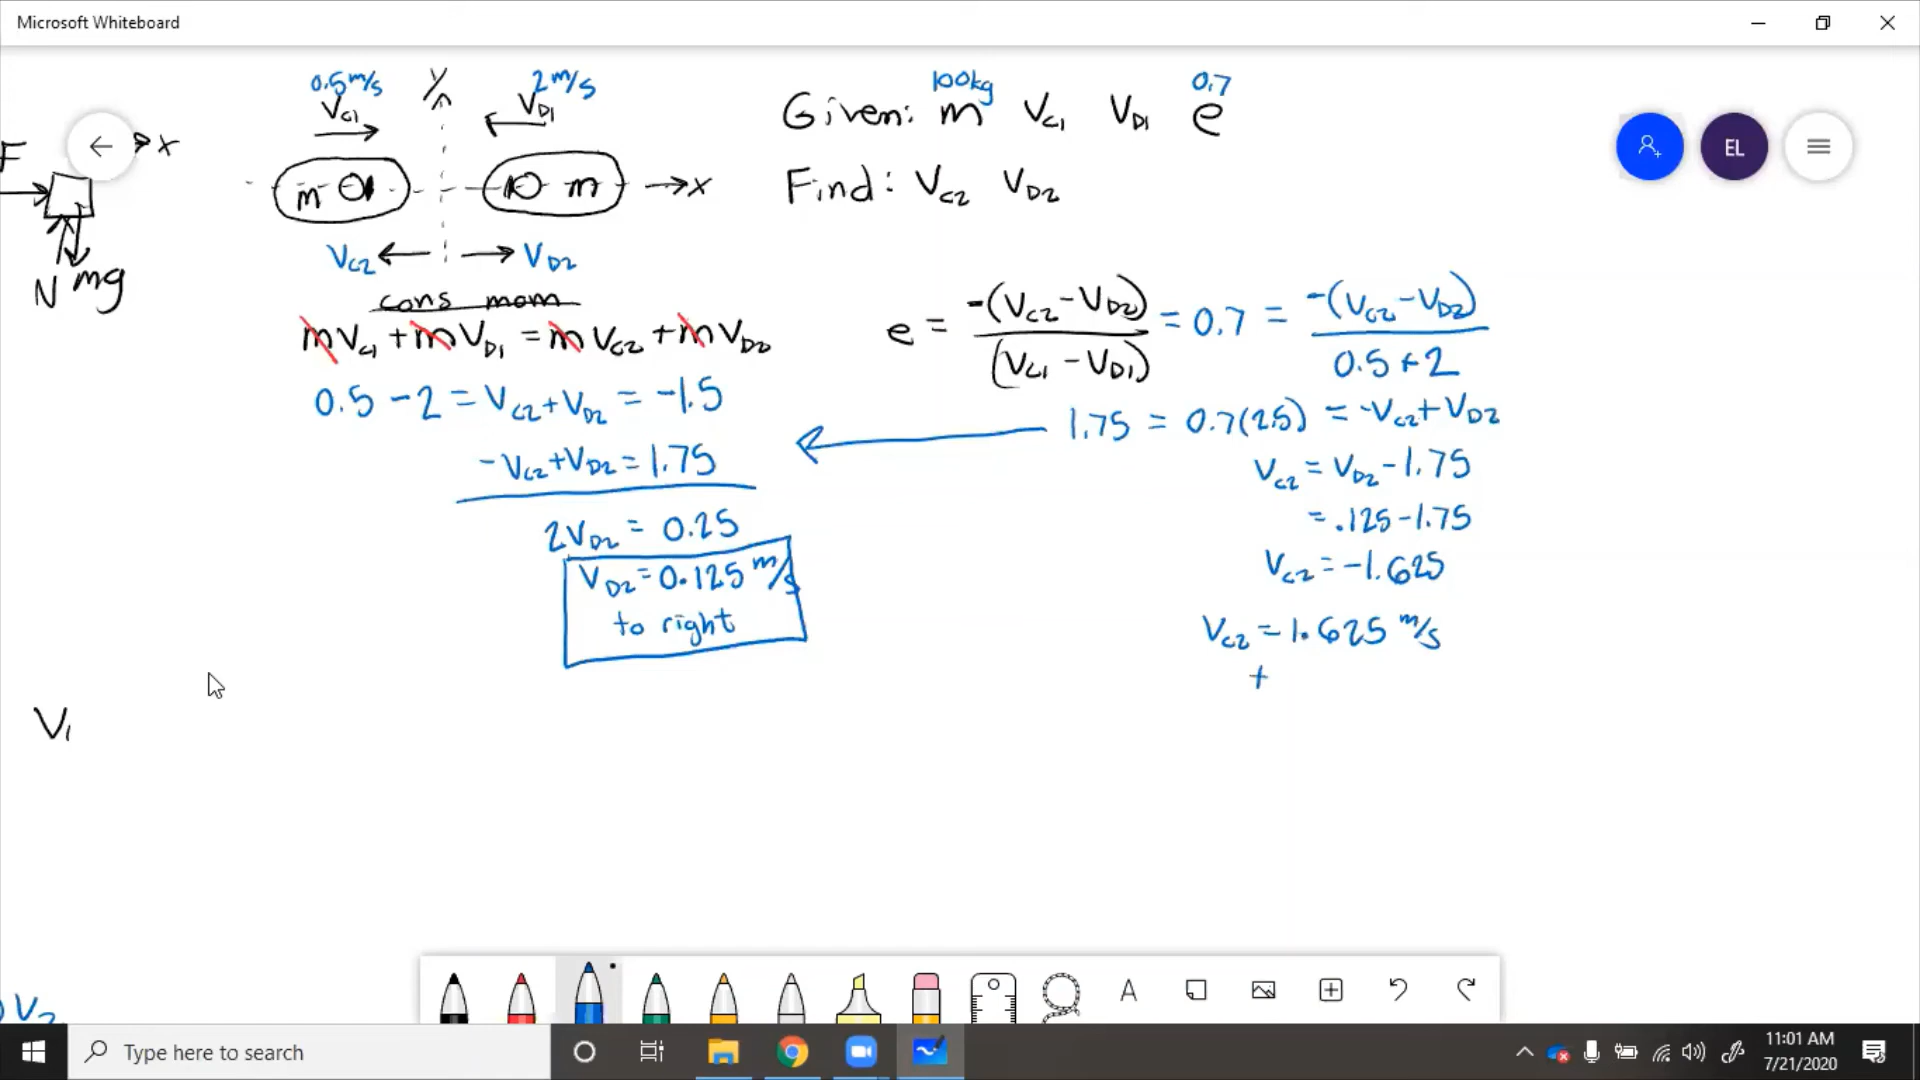 Microsoft Whiteboard
0.5 m/s
V_C1
y/n
2 m/s
V_D1
F
x
N mg
m
m
x
V_C2
V_D2
cons mom
mV_C1 + mV_D1 = mV_C2 + mV_D2
0.5 - 2 = V_C2 + V_D2 = -1.5
-V_C2 + V_D2 = 1.75
2V_D2 = 0.25
V_D2 = 0.125 m/s
to right
100kg 0.7
Given: m V_C1 V_D1 e
Find: V_C2 V_D2
e = -(V_C2 - V_D2) / (V_C1 - V_D1) = 0.7 = -(V_C2 - V_D2) / 0.5 + 2
1.75 = 0.7(2.5) = -V_C2 + V_D2
V_C2 = V_D2 - 1.75
= .125 - 1.75
V_C2 = -1.625
V_C2 = 1.625 m/s
EL
V_1
V_2
A
Type here to search
11:01 AM
7/21/2020